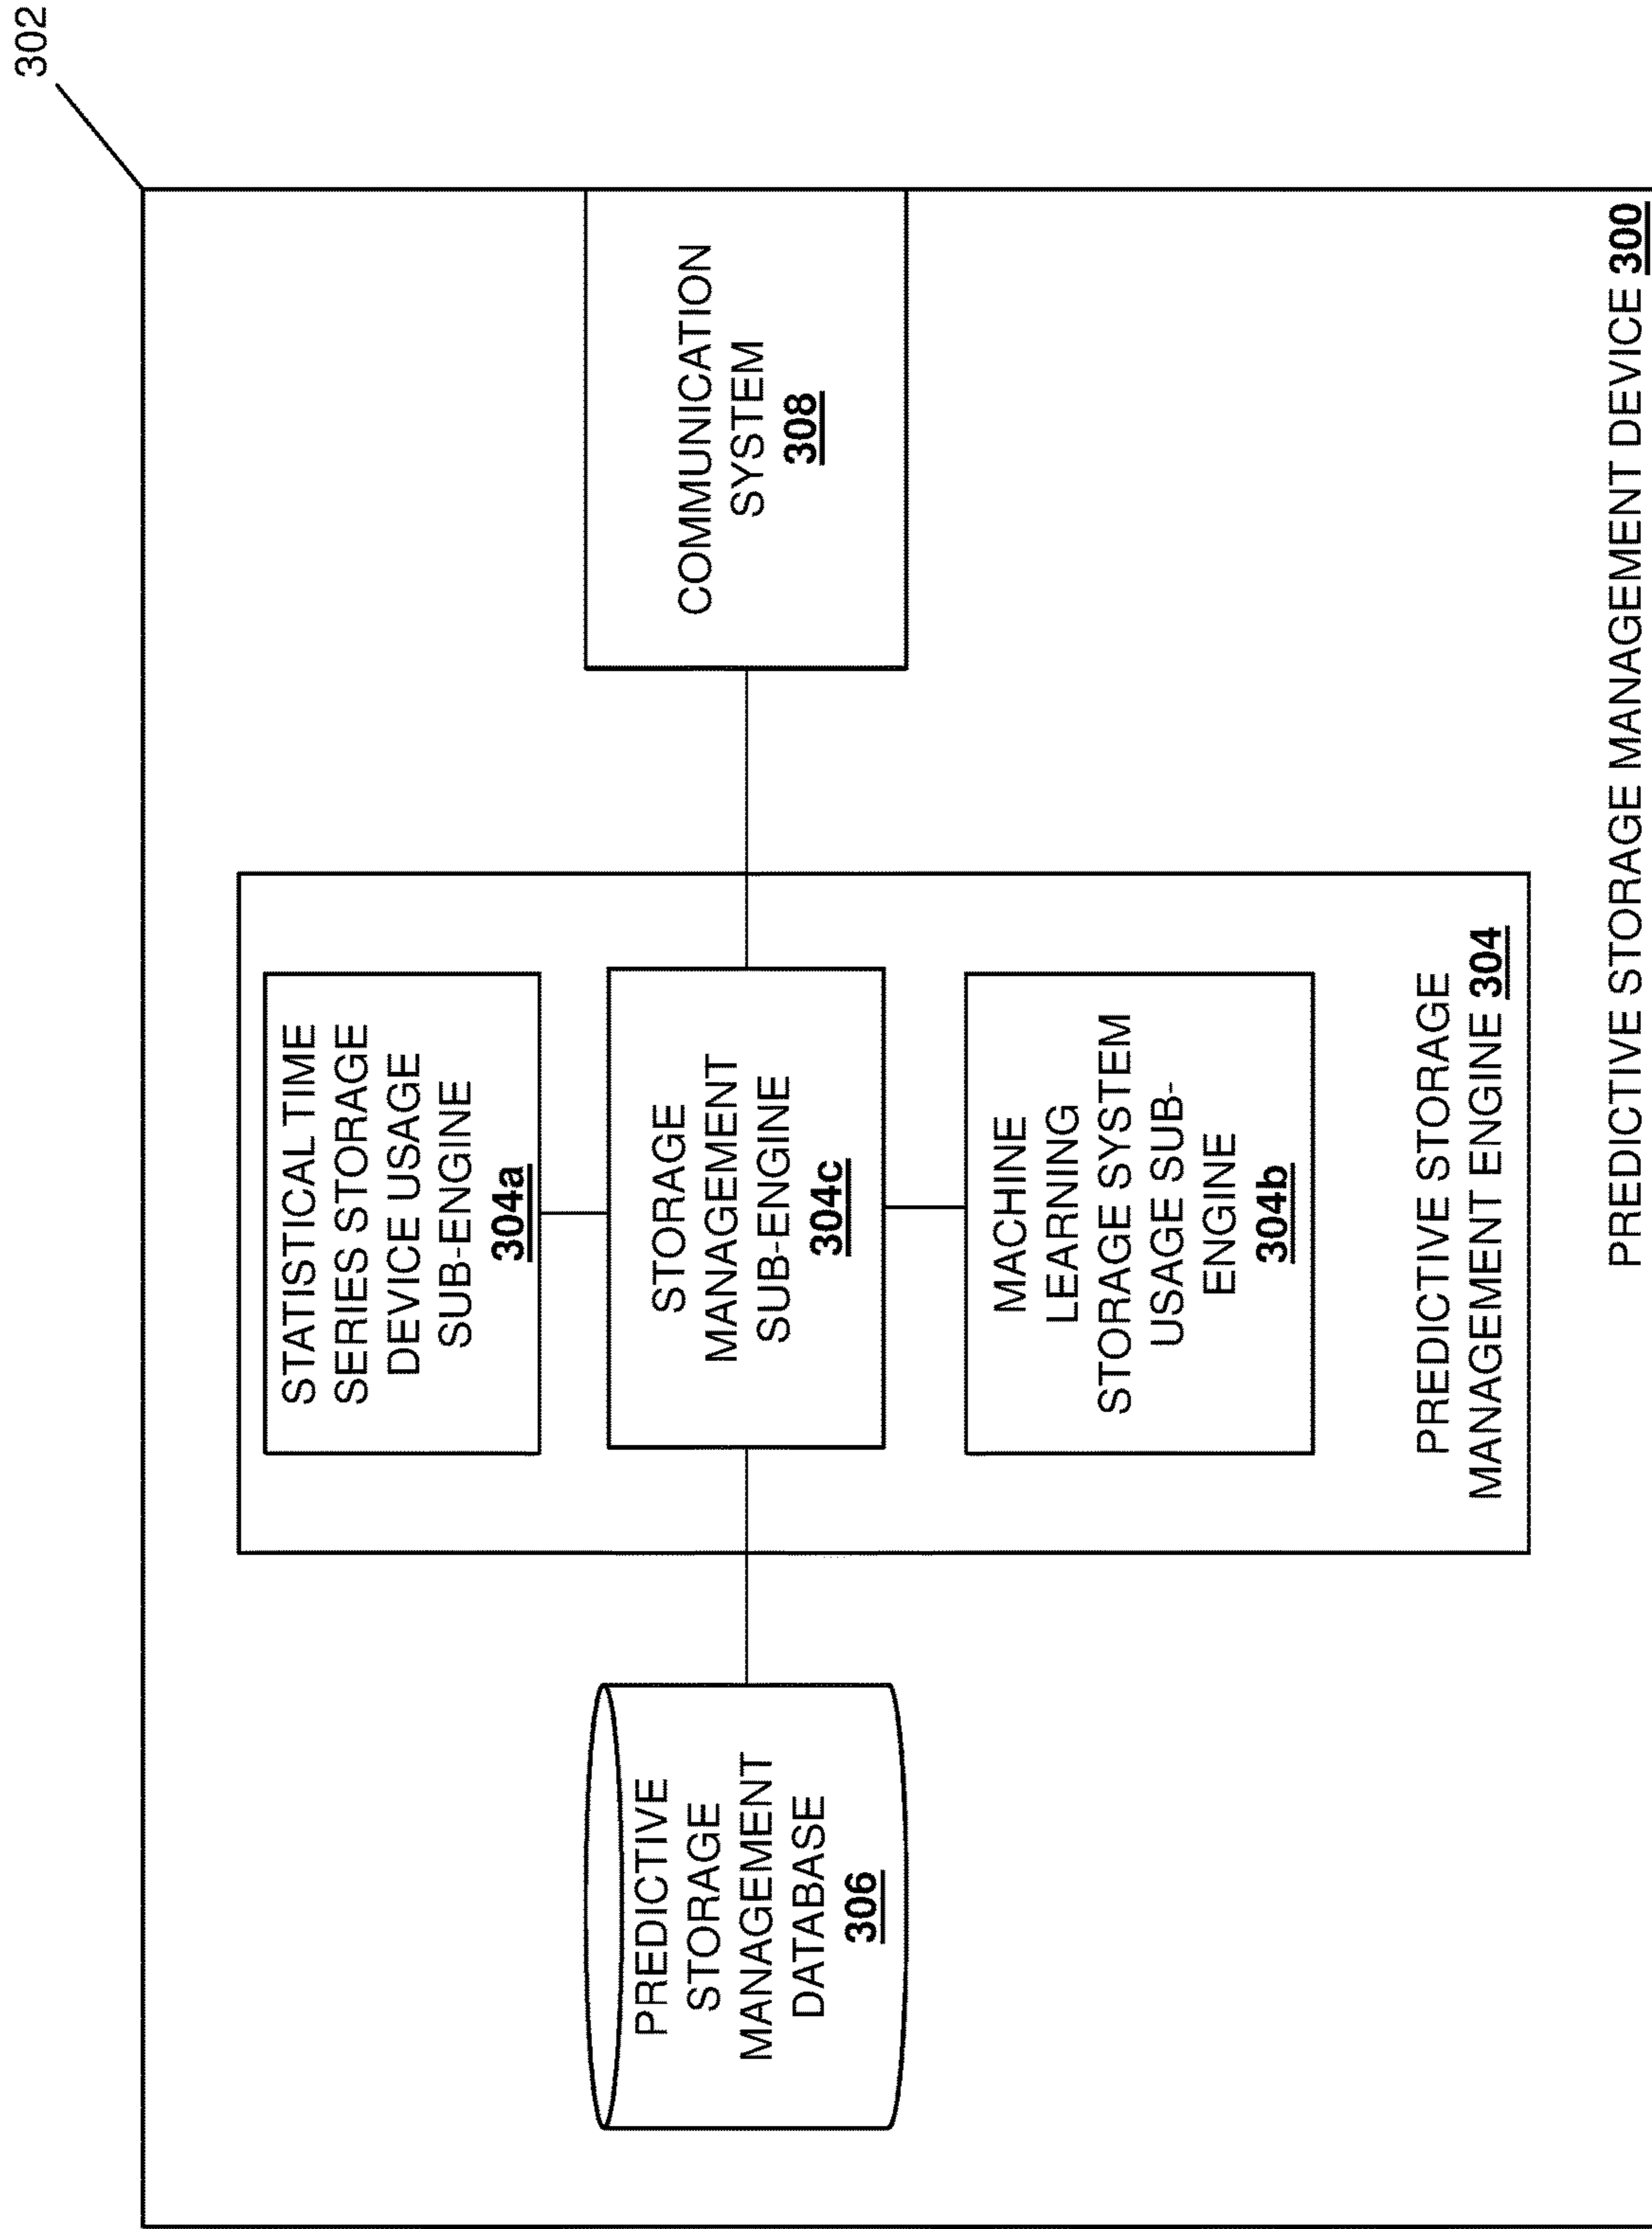 302
STATISTICAL TIME
SERIES STORAGE
DEVICE USAGE
SUB-ENGINE
304a
PREDICTIVE
STORAGE
MANAGEMENT
DATABASE
306
STORAGE
MANAGEMENT
SUB-ENGINE
304c
COMMUNICATION
SYSTEM
308
MACHINE
LEARNING
STORAGE SYSTEM
USAGE SUB-
ENGINE
304b
PREDICTIVE STORAGE
MANAGEMENT ENGINE 304
PREDICTIVE STORAGE MANAGEMENT DEVICE 300